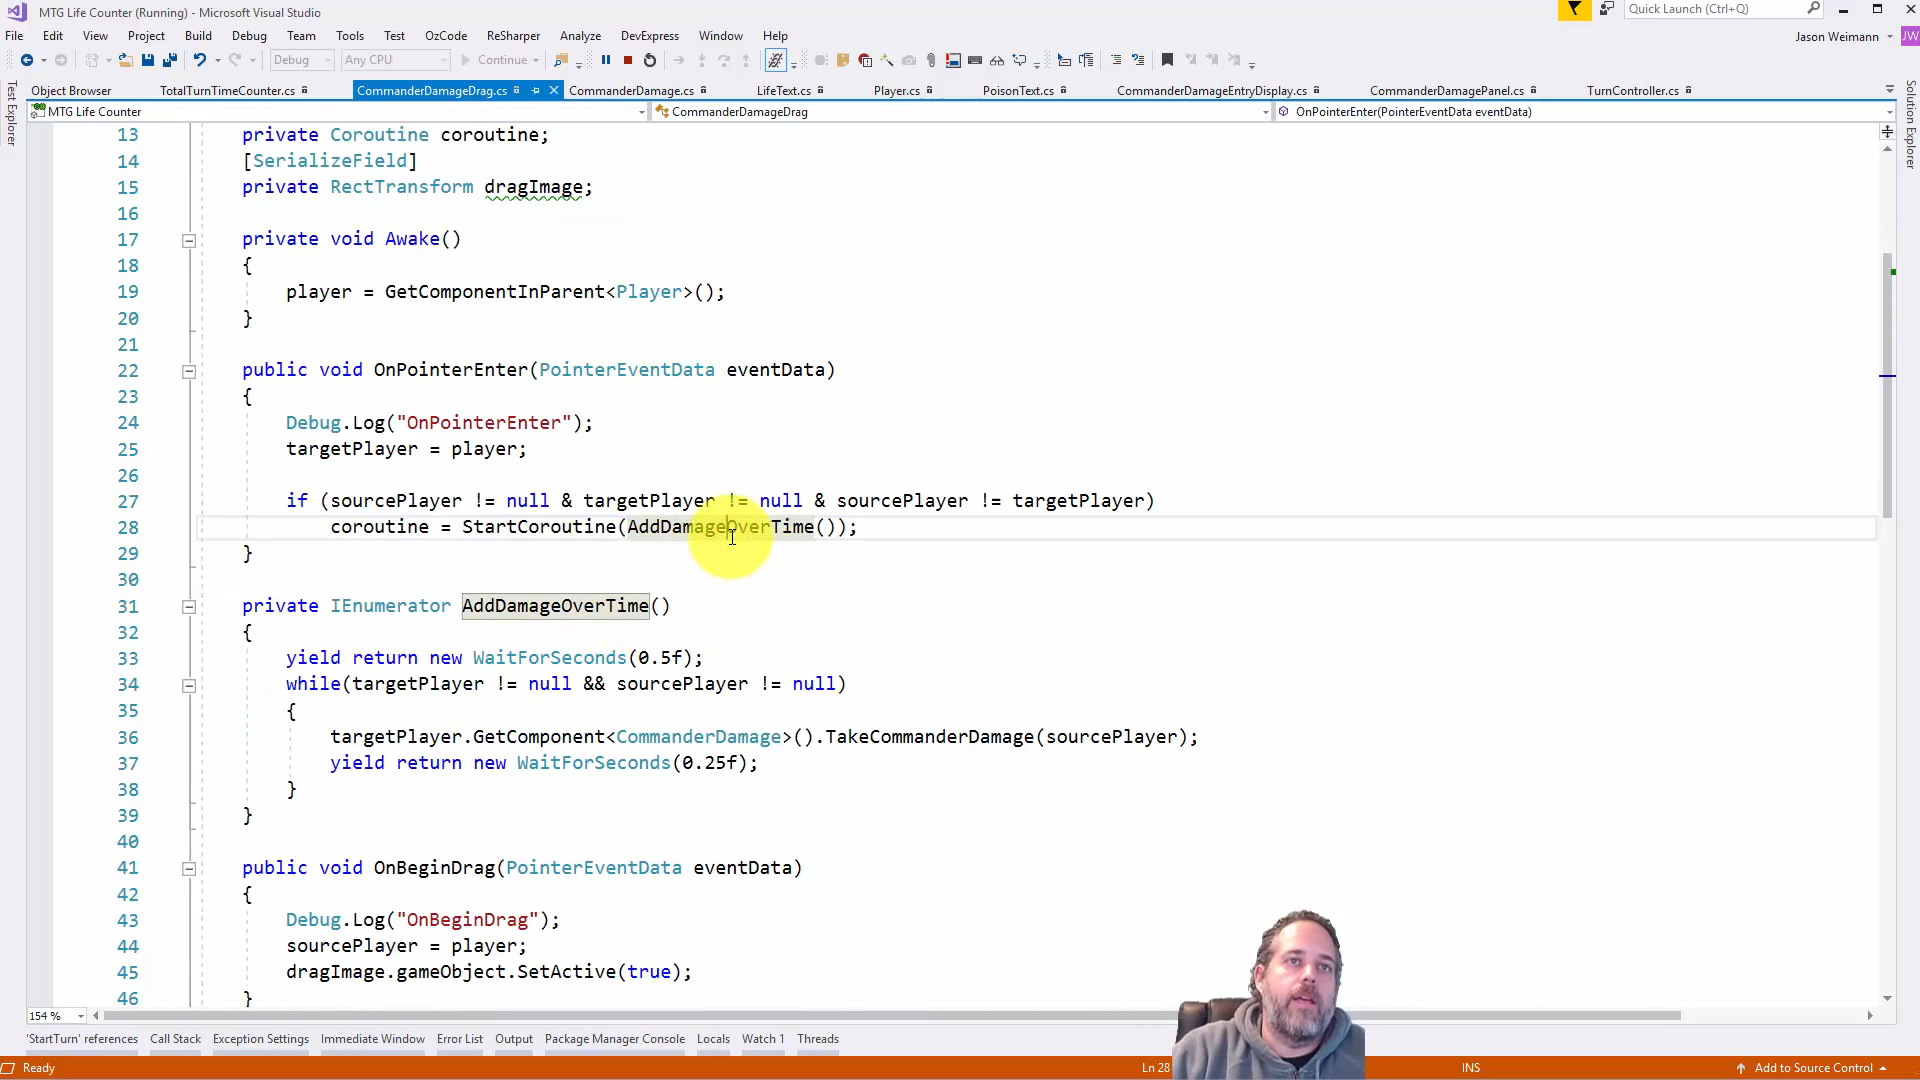 MTG Life Counter (Running) - Microsoft Visual Studio
Quick Launch (Ctrl+Q)
File Edit View Project Build Debug Team Tools Test OzCode ReSharper Analyze DevExpress Window Help
Jason Weimann JW
Debug Any CPU Continue
Test Explorer
Solution Explorer
Object Browser TotalTurnTimeCounter.cs CommanderDamageDrag.cs CommanderDamage.cs LifeText.cs Player.cs PoisonText.cs CommanderDamageEntryDisplay.cs CommanderDamagePanel.cs TurnController.cs
MTG Life Counter CommanderDamageDrag OnPointerEnter(PointerEventData eventData)
13 private Coroutine coroutine;
14 [SerializeField]
15 private RectTransform dragImage;
16
17 private void Awake()
18 {
19 player = GetComponentInParent<Player>();
20 }
21
22 public void OnPointerEnter(PointerEventData eventData)
23 {
24 Debug.Log("OnPointerEnter");
25 targetPlayer = player;
26
27 if (sourcePlayer != null & targetPlayer != null & sourcePlayer != targetPlayer)
28 coroutine = StartCoroutine(AddDamageOverTime());
29 }
30
31 private IEnumerator AddDamageOverTime()
32 {
33 yield return new WaitForSeconds(0.5f);
34 while(targetPlayer != null && sourcePlayer != null)
35 {
36 targetPlayer.GetComponent<CommanderDamage>().TakeCommanderDamage(sourcePlayer);
37 yield return new WaitForSeconds(0.25f);
38 }
39 }
40
41 public void OnBeginDrag(PointerEventData eventData)
42 {
43 Debug.Log("OnBeginDrag");
44 sourcePlayer = player;
45 dragImage.gameObject.SetActive(true);
46 }
154 %
'StartTurn' references Call Stack Exception Settings Immediate Window Error List Output Package Manager Console Locals Watch 1 Threads
Ready Ln 28 INS Add to Source Control